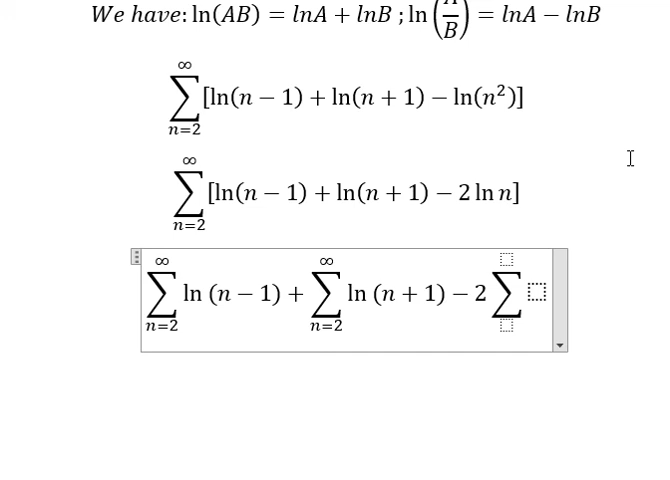 We have: ln(AB) = lnA + lnB ; ln(A/B) = lnA − lnB
∑_{n=2}^{∞} [ln(n − 1) + ln(n + 1) − ln(n²)]
∑_{n=2}^{∞} [ln(n − 1) + ln(n + 1) − 2 ln n]
∑_{n=2}^{∞} ln (n − 1) + ∑_{n=2}^{∞} ln (n + 1) − 2 ∑